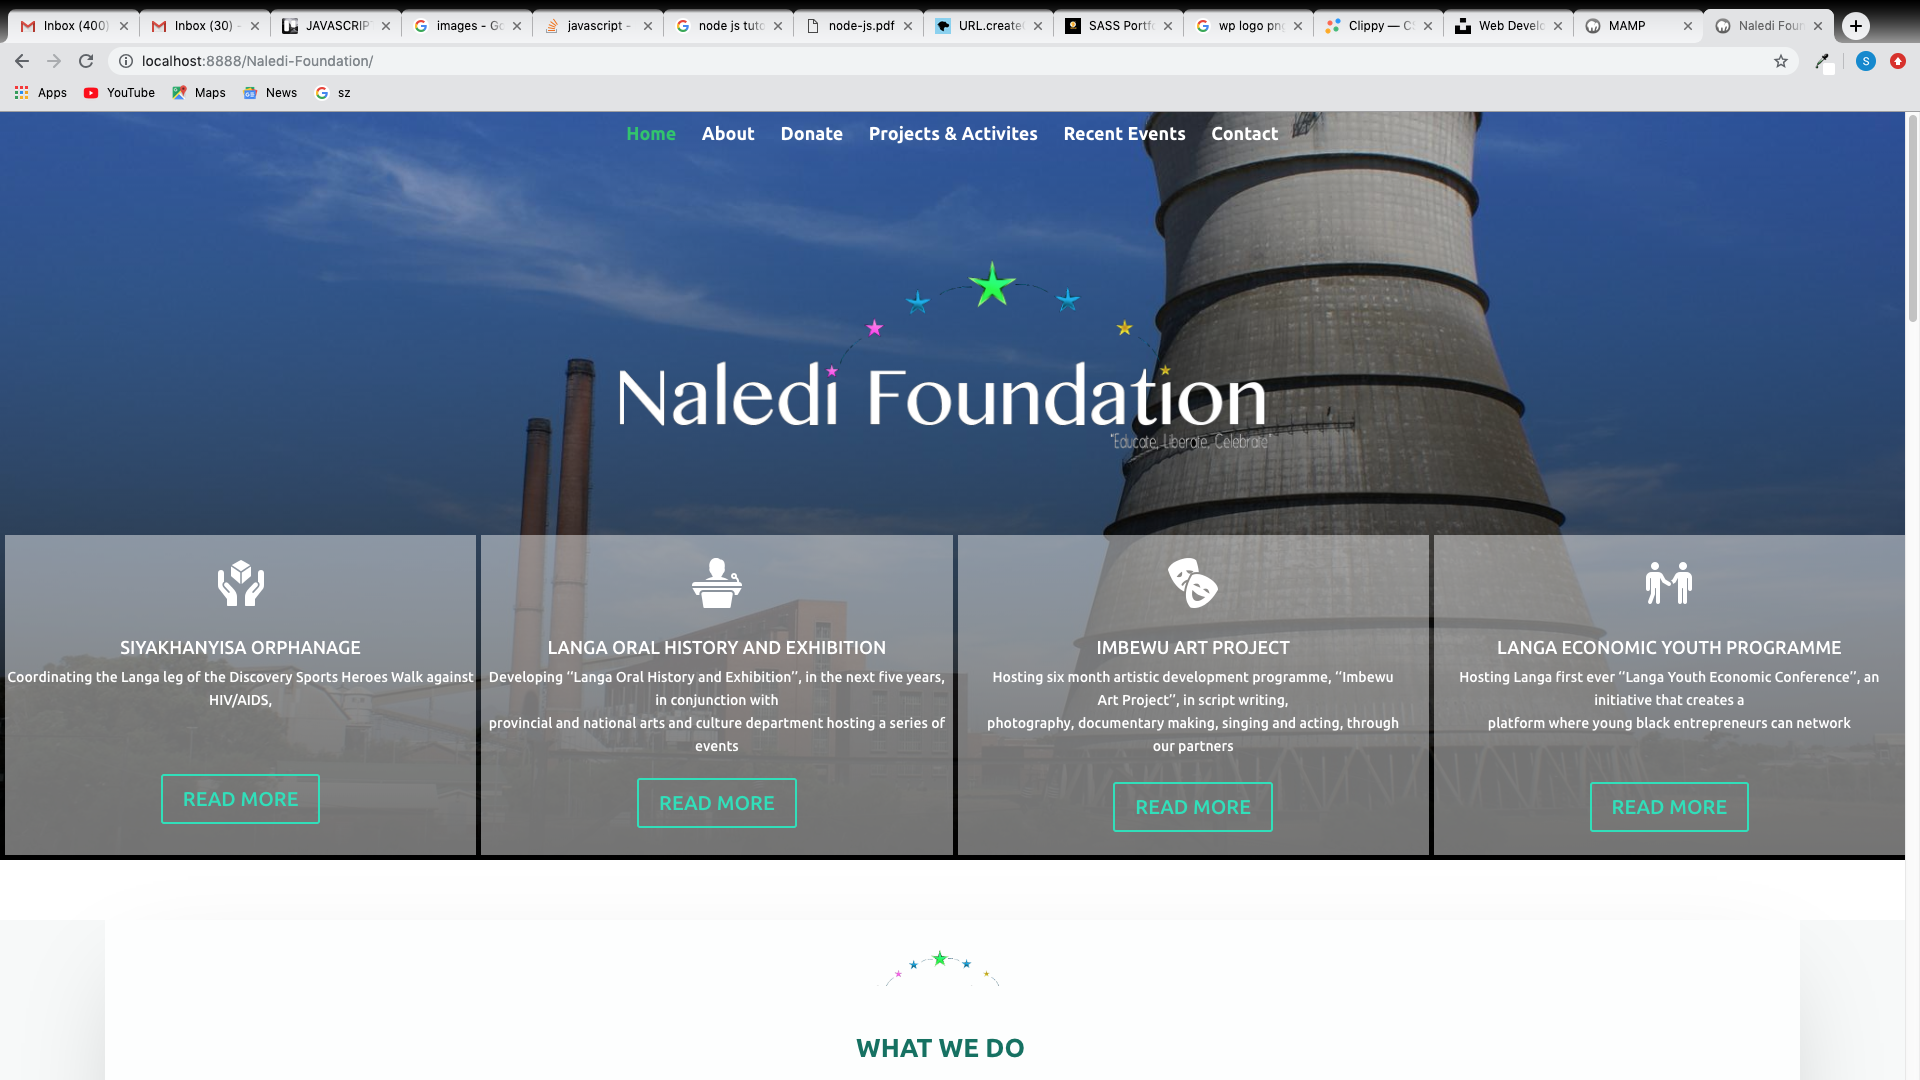 Inbox (400)
Inbox (30) -
JAVASCRIPT
images - Go
javascript -
node js tuto
node-js.pdf
URL.create
SASS Portfo
wp logo png
Clippy — CS
Web Develo
MAMP
Naledi Foun
localhost:8888/Naledi-Foundation/
S
Apps
YouTube
Maps
News
sz
Home
About
Donate
Projects & Activites
Recent Events
Contact
Naledi Foundation
"Educate, Liberate, Celebrate"
SIYAKHANYISA ORPHANAGE
Coordinating the Langa leg of the Discovery Sports Heroes Walk against
HIV/AIDS,
READ MORE
LANGA ORAL HISTORY AND EXHIBITION
Developing “Langa Oral History and Exhibition”, in the next five years,
in conjunction with
provincial and national arts and culture department hosting a series of
events
READ MORE
IMBEWU ART PROJECT
Hosting six month artistic development programme, “Imbewu
Art Project”, in script writing,
photography, documentary making, singing and acting, through
our partners
READ MORE
LANGA ECONOMIC YOUTH PROGRAMME
Hosting Langa first ever “Langa Youth Economic Conference”, an
initiative that creates a
platform where young black entrepreneurs can network
READ MORE
WHAT WE DO